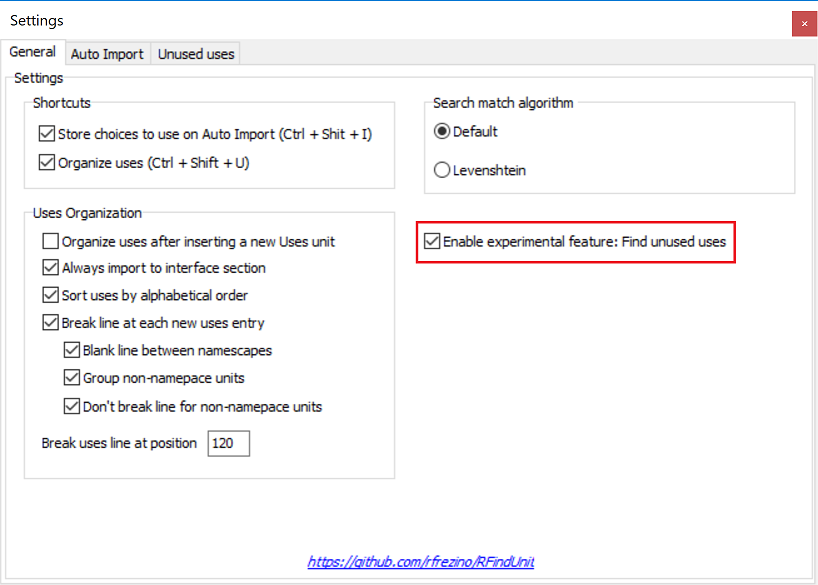 Settings
General
Auto Import
Unused uses
Settings
Shortcuts
Store choices to use on Auto Import (Ctrl + Shit + I)
Organize uses (Ctrl + Shift + U)
Search match algorithm
Default
Levenshtein
Uses Organization
Organize uses after inserting a new Uses unit
Always import to interface section
Sort uses by alphabetical order
Break line at each new uses entry
Blank line between namescapes
Group non-namepace units
Don't break line for non-namepace units
Break uses line at position 120
Enable experimental feature: Find unused uses
https://github.com/rfrezino/RFindUnit